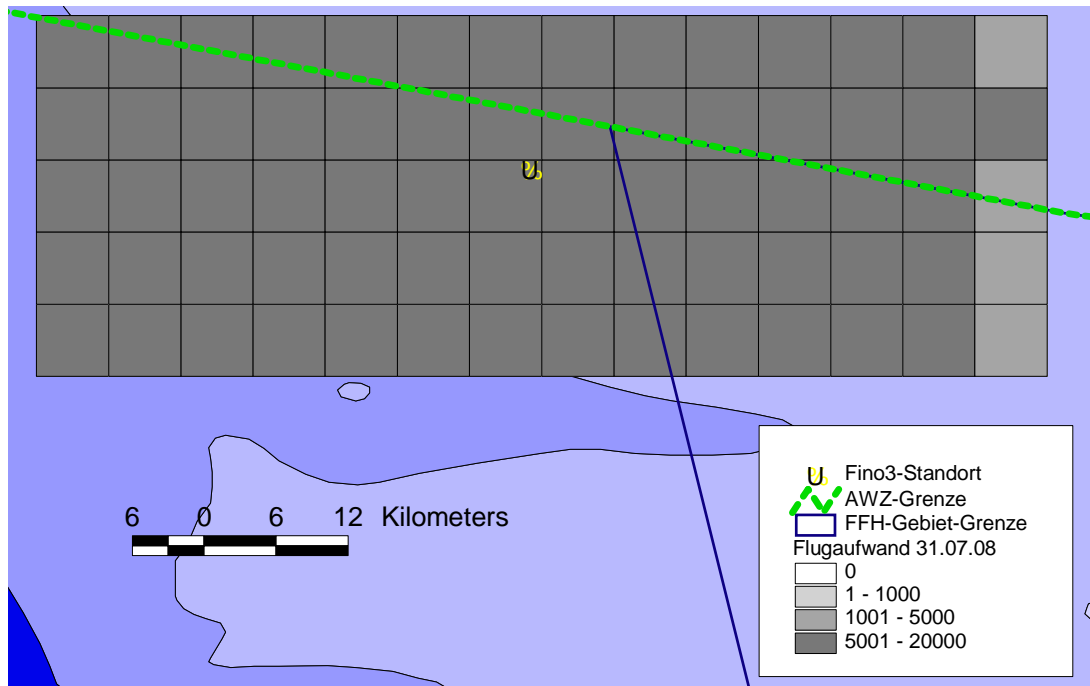 6 0 6 12 Kilometers
Fino3-Standort
AWZ-Grenze
FFH-Gebiet-Grenze
Flugaufwand 31.07.08
0
1 - 1000
1001 - 5000
5001 - 20000